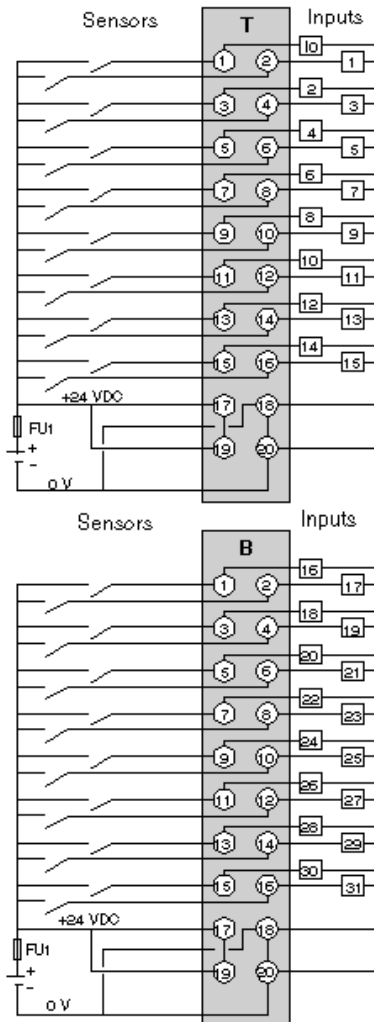 Sensors T Inputs
I0
1 2 1
2
3 4 3
4
5 6 5
6
7 8 7
8
9 10 9
10
11 12 11
12
13 14 13
14
15 16 15
+24 VDC 17 18
FU1 +
19 20
-
0 V
Sensors Inputs
B
16
1 2 17
18
3 4 19
20
5 6 21
22
7 8 23
24
9 10 25
26
11 12 27
28
13 14 29
30
15 16 31
+24 VDC 17 18
FU1
+ 19 20
-
0 V